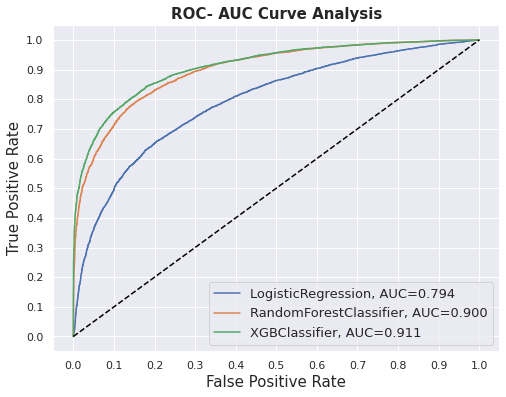 ROC- AUC Curve Analysis
True Positive Rate
1.0
0.9
0.8
0.7
0.6
0.5
0.4
0.3
0.2
0.1
0.0
LogisticRegression, AUC=0.794
RandomForestClassifier, AUC=0.900
XGBClassifier, AUC=0.911
0.0 0.1 0.2 0.3 0.4 0.5 0.6 0.7 0.8 0.9 1.0
False Positive Rate